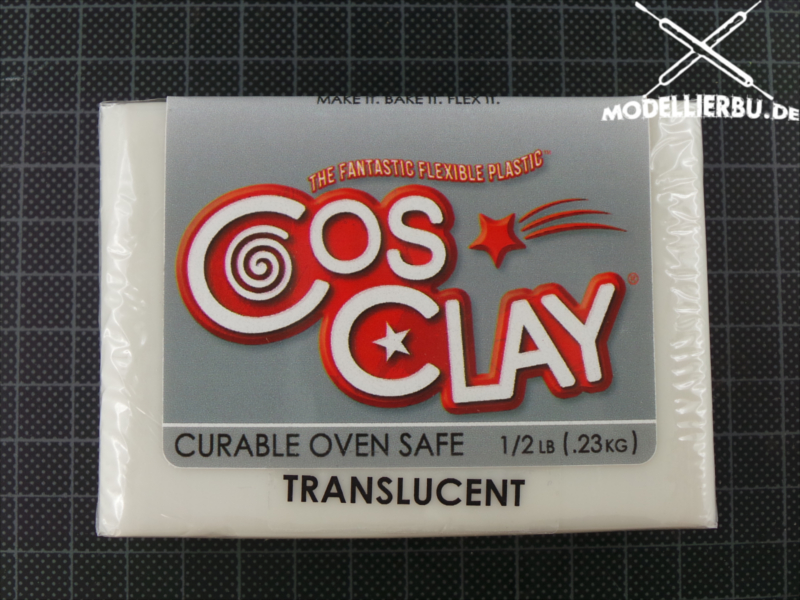 MODELLIERBU.DE
MAKE IT. BAKE IT. FLEX IT.
THE FANTASTIC FLEXIBLE PLASTIC™
COS
CLAY®
CURABLE OVEN SAFE 1/2 LB (.23KG)
TRANSLUCENT